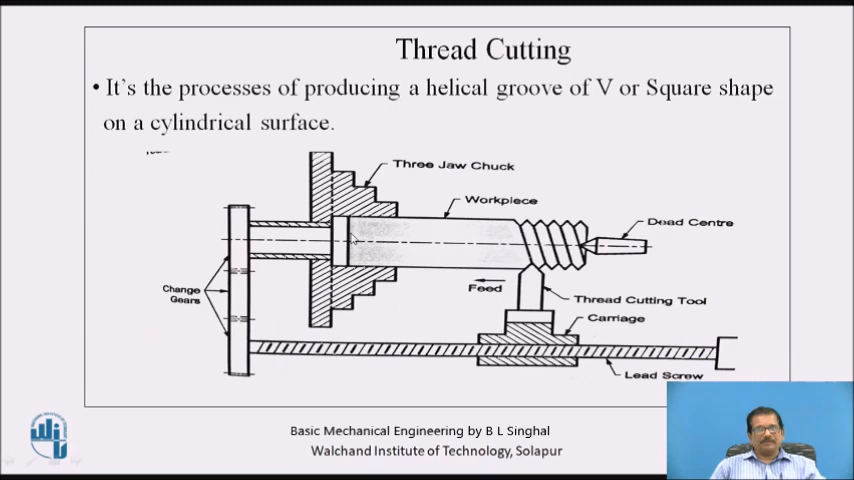 Thread Cutting
• It's the processes of producing a helical groove of V or Square shape
on a cylindrical surface.
Three Jaw Chuck
Workpiece
Dead Centre
Change
Gears
Feed
Thread Cutting Tool
Carriage
Lead Screw
Basic Mechanical Engineering by B L Singhal
Walchand Institute of Technology, Solapur